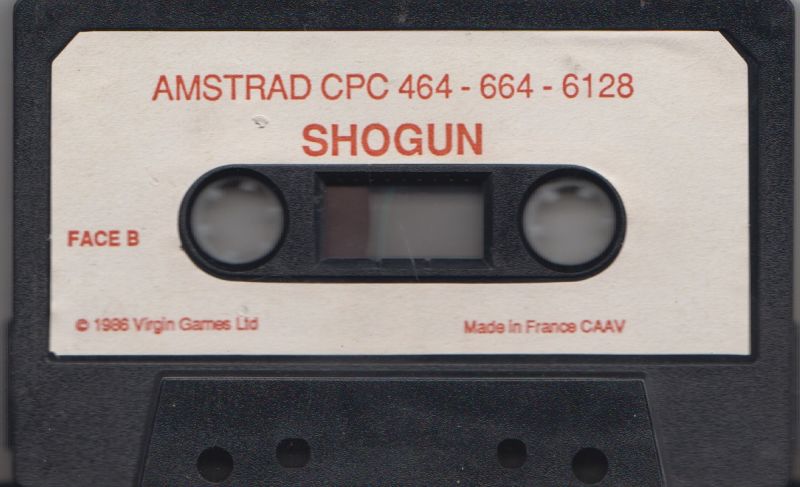 AMSTRAD CPC 464 - 664 - 6128
SHOGUN
FACE B
© 1986 Virgin Games Ltd
Made in France CAAV